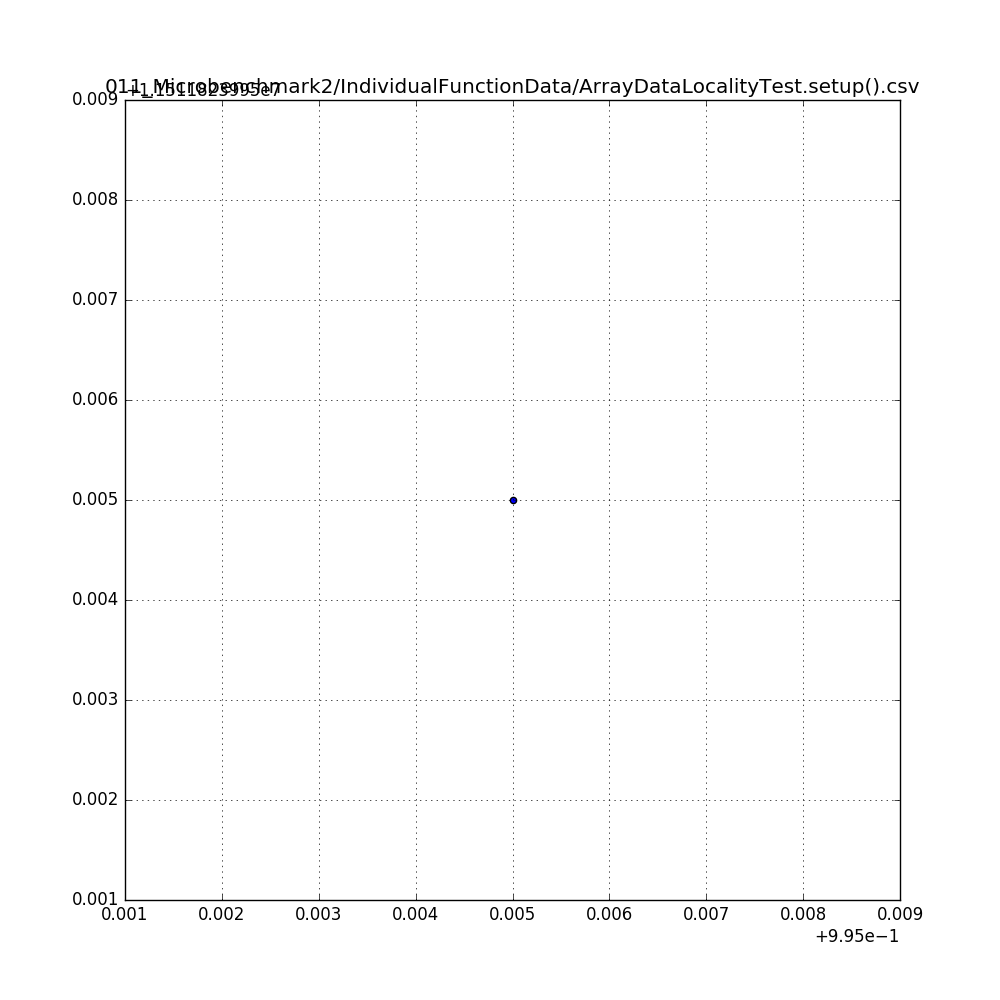 011_Microbenchmark2/IndividualFunctionData/ArrayDataLocalityTest.setup().csv
+1.1511823995e7
0.009
0.008
0.007
0.006
0.005
0.004
0.003
0.002
0.001
0.001 0.002 0.003 0.004 0.005 0.006 0.007 0.008 0.009
+9.95e−1